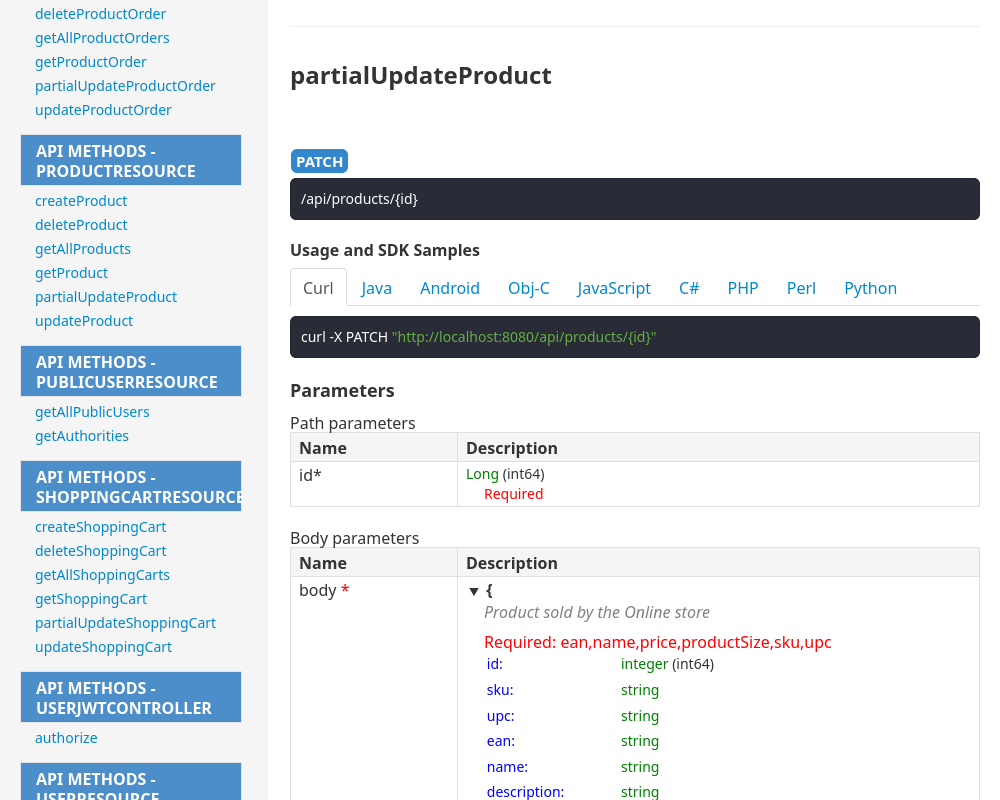 deleteProductOrder
getAllProductOrders
getProductOrder
partialUpdateProductOrder
updateProductOrder
API METHODS -
PRODUCTRESOURCE
createProduct
deleteProduct
getAllProducts
getProduct
partialUpdateProduct
updateProduct
API METHODS -
PUBLICUSERRESOURCE
getAllPublicUsers
getAuthorities
API METHODS -
SHOPPINGCARTRESOURCE
createShoppingCart
deleteShoppingCart
getAllShoppingCarts
getShoppingCart
partialUpdateShoppingCart
updateShoppingCart
API METHODS -
USERJWTCONTROLLER
authorize
API METHODS -
USERRESOURCE
partialUpdateProduct
PATCH
/api/products/{id}
Usage and SDK Samples
Curl Java Android Obj-C JavaScript C# PHP Perl Python
curl -X PATCH "http://localhost:8080/api/products/{id}"
Parameters
Path parameters
Name Description
id* Long (int64)
Required
Body parameters
Name Description
body * ▼ {
Product sold by the Online store
Required: ean,name,price,productSize,sku,upc
id: integer (int64)
sku: string
upc: string
ean: string
name: string
description: string